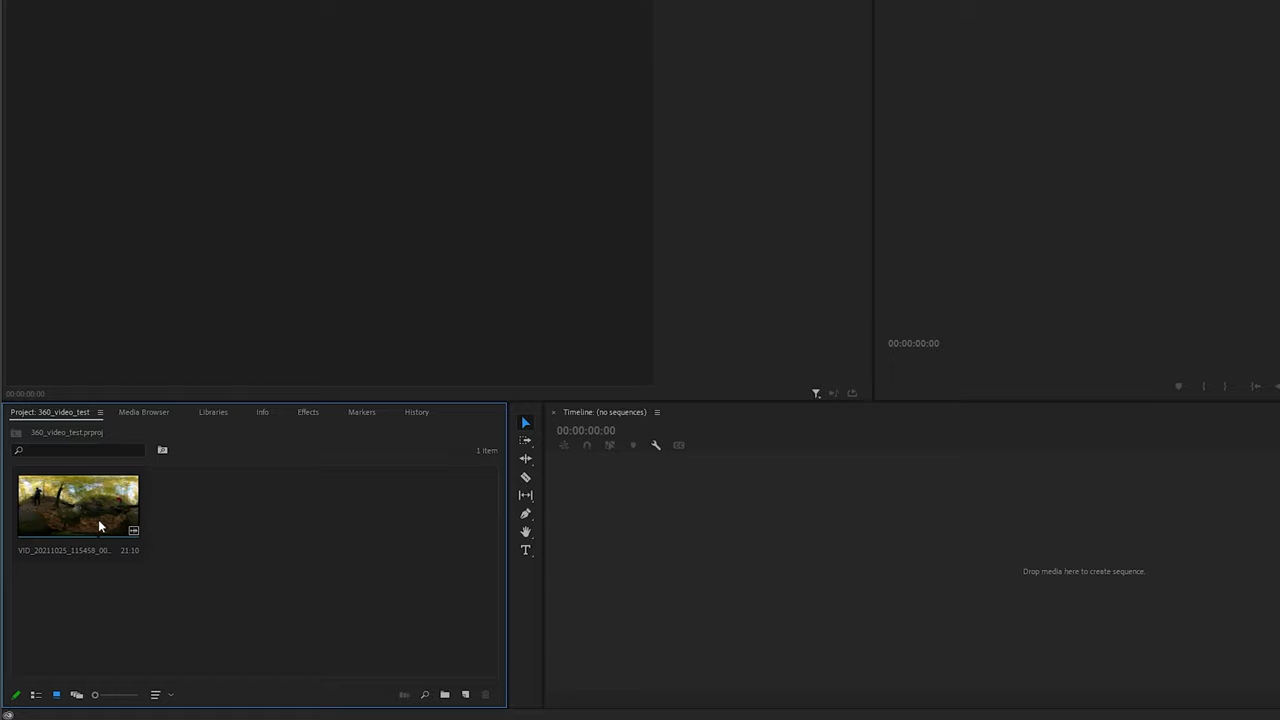 00:00:00:00
00:00:00:00
Project: 360_video_test
Media Browser
Libraries
Info
Effects
Markers
History
Timeline: (no sequences)
360_video_test.prproj
00:00:00:00
1 Item
VID_20211025_115458_00... 21:10
Drop media here to create sequence.